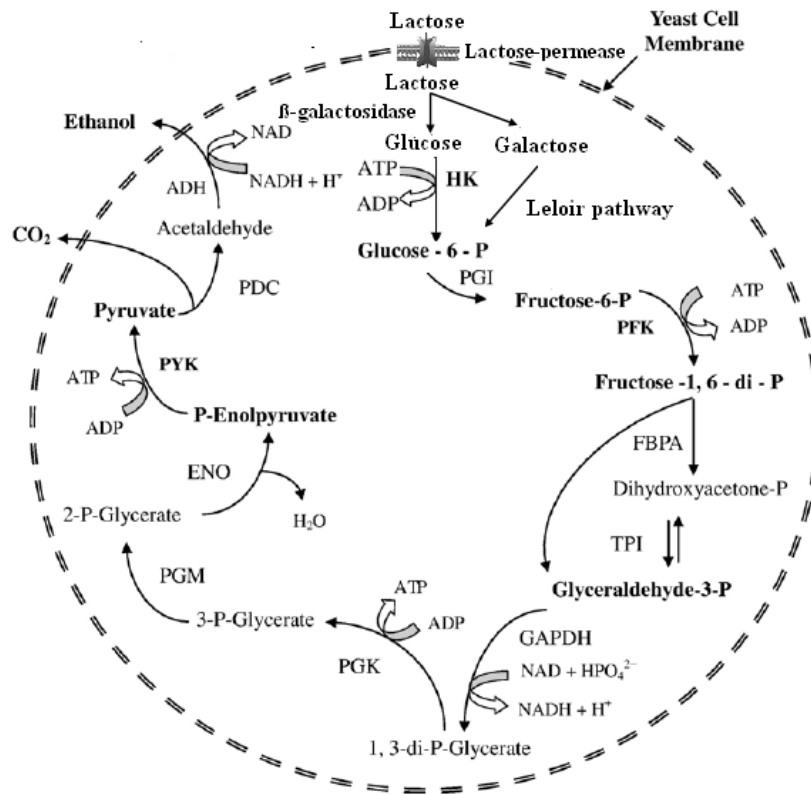 Lactose
Yeast Cell
Membrane
Lactose-permease
Lactose
ß-galactosidase
Ethanol
NAD
Glucose
Galactose
ATP
HK
ADH
NADH + H⁺
ADP
Leloir pathway
Acetaldehyde
CO₂
Glucose - 6 - P
PGI
PDC
Fructose-6-P
ATP
Pyruvate
PFK
ADP
PYK
ATP
Fructose -1, 6 - di - P
P-Enolpyruvate
ADP
FBPA
ENO
Dihydroxyacetone-P
2-P-Glycerate
H₂O
TPI
PGM
ATP
Glyceraldehyde-3-P
3-P-Glycerate
ADP
GAPDH
PGK
NAD + HPO₄²⁻
NADH + H⁺
1, 3-di-P-Glycerate